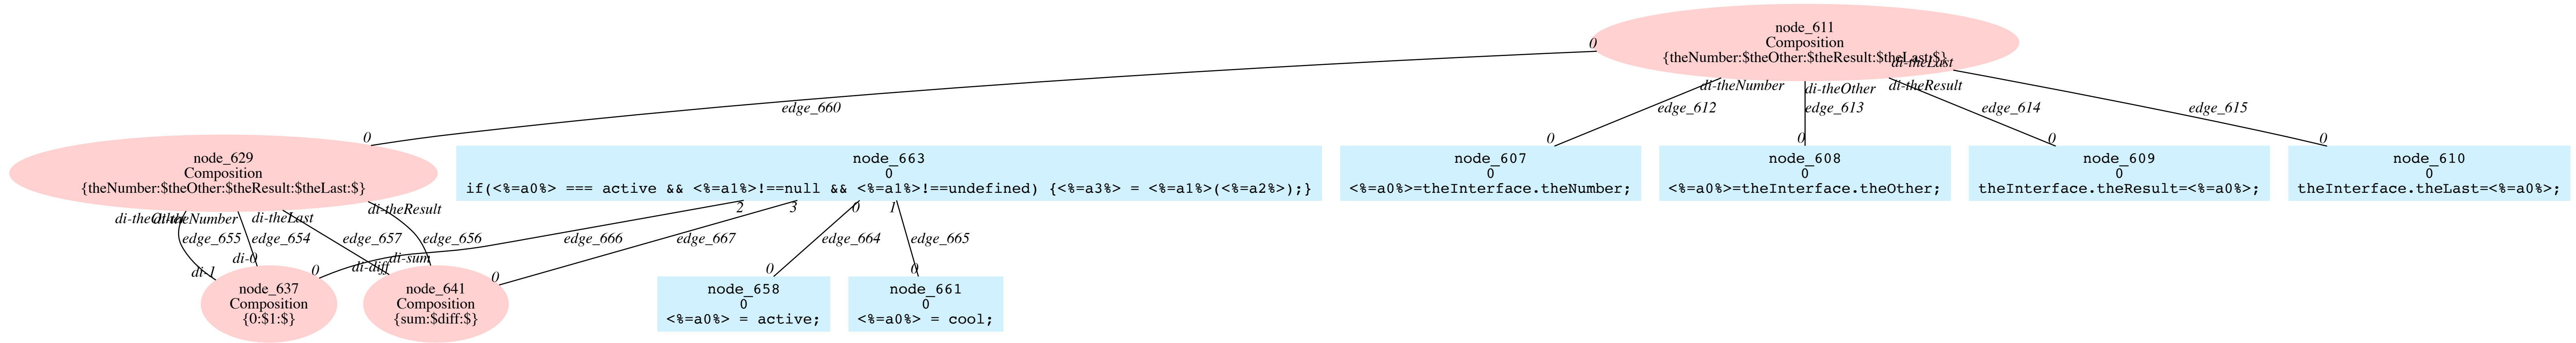 node_611
Composition
{theNumber:$theOther:$theResult:$theLast:$}
0
di-theLast
di-theNumber
di-theOther
di-theResult
edge_660
edge_612
edge_613
edge_614
edge_615
0
0
0
0
0
node_629
Composition
{theNumber:$theOther:$theResult:$theLast:$}
node_663
0
if(<%=a0%> === active && <%=a1%>!==null && <%=a1%>!==undefined) {<%=a3%> = <%=a1%>(<%=a2%>);}
node_607
0
<%=a0%>=theInterface.theNumber;
node_608
0
<%=a0%>=theInterface.theOther;
node_609
0
theInterface.theResult=<%=a0%>;
node_610
0
theInterface.theLast=<%=a0%>;
di-theOther
di-theNumber
di-theLast
di-theResult
2
3
0
1
edge_655
edge_654
edge_657
edge_656
edge_666
edge_667
edge_664
edge_665
di-1
di-0
0
di-diff
di-sum
0
0
0
node_637
Composition
{0:$1:$}
node_641
Composition
{sum:$diff:$}
node_658
0
<%=a0%> = active;
node_661
0
<%=a0%> = cool;